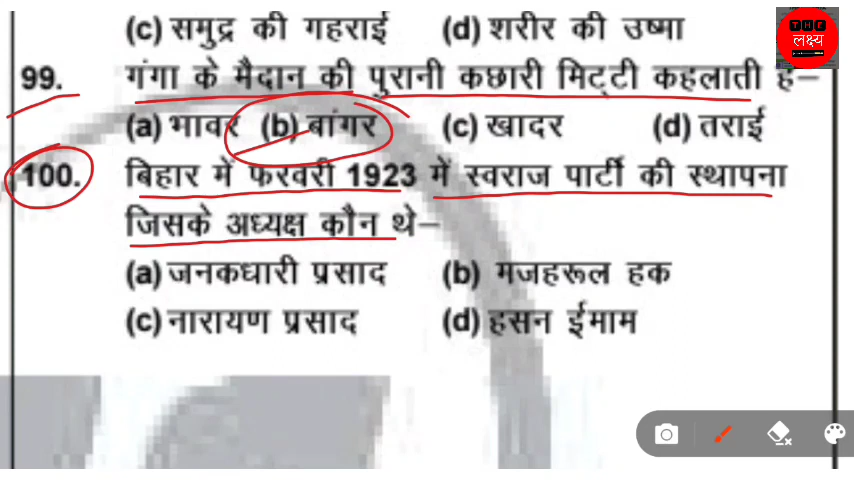 (c) समुद्र की गहराई (d) शरीर की उष्मा
THE
लक्ष्य
99. गंगा के मैदान की पुरानी कछारी मिट्टी कहलाती है–
(a) भावर (b) बांगर (c) खादर (d) तराई
100. बिहार में फरवरी 1923 में स्वराज पार्टी की स्थापना
जिसके अध्यक्ष कौन थे–
(a) जनकधारी प्रसाद (b) मजहरूल हक
(c) नारायण प्रसाद (d) हसन ईमाम